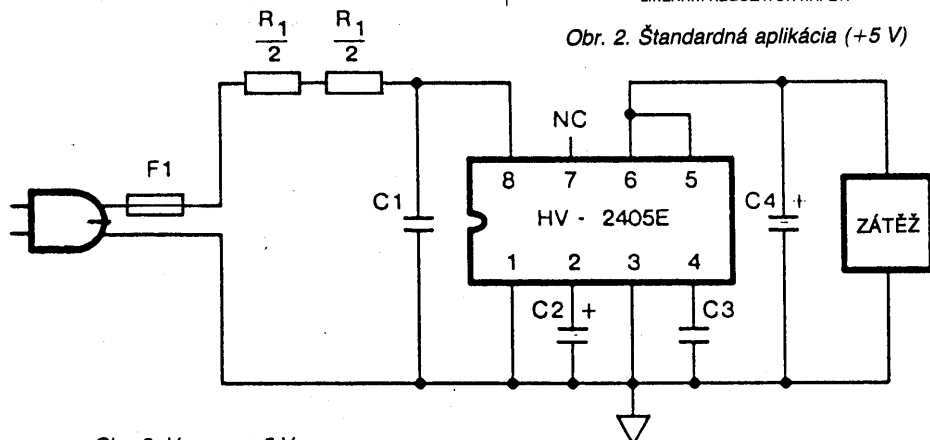 Obr. 2. Štandardná aplikácia (+5 V)
R1
2
R1
2
F1
C1
NC
8 7 6 5
HV - 2405E
1 2 3 4
C2 +
C3
C4 +
ZÁTĚŽ